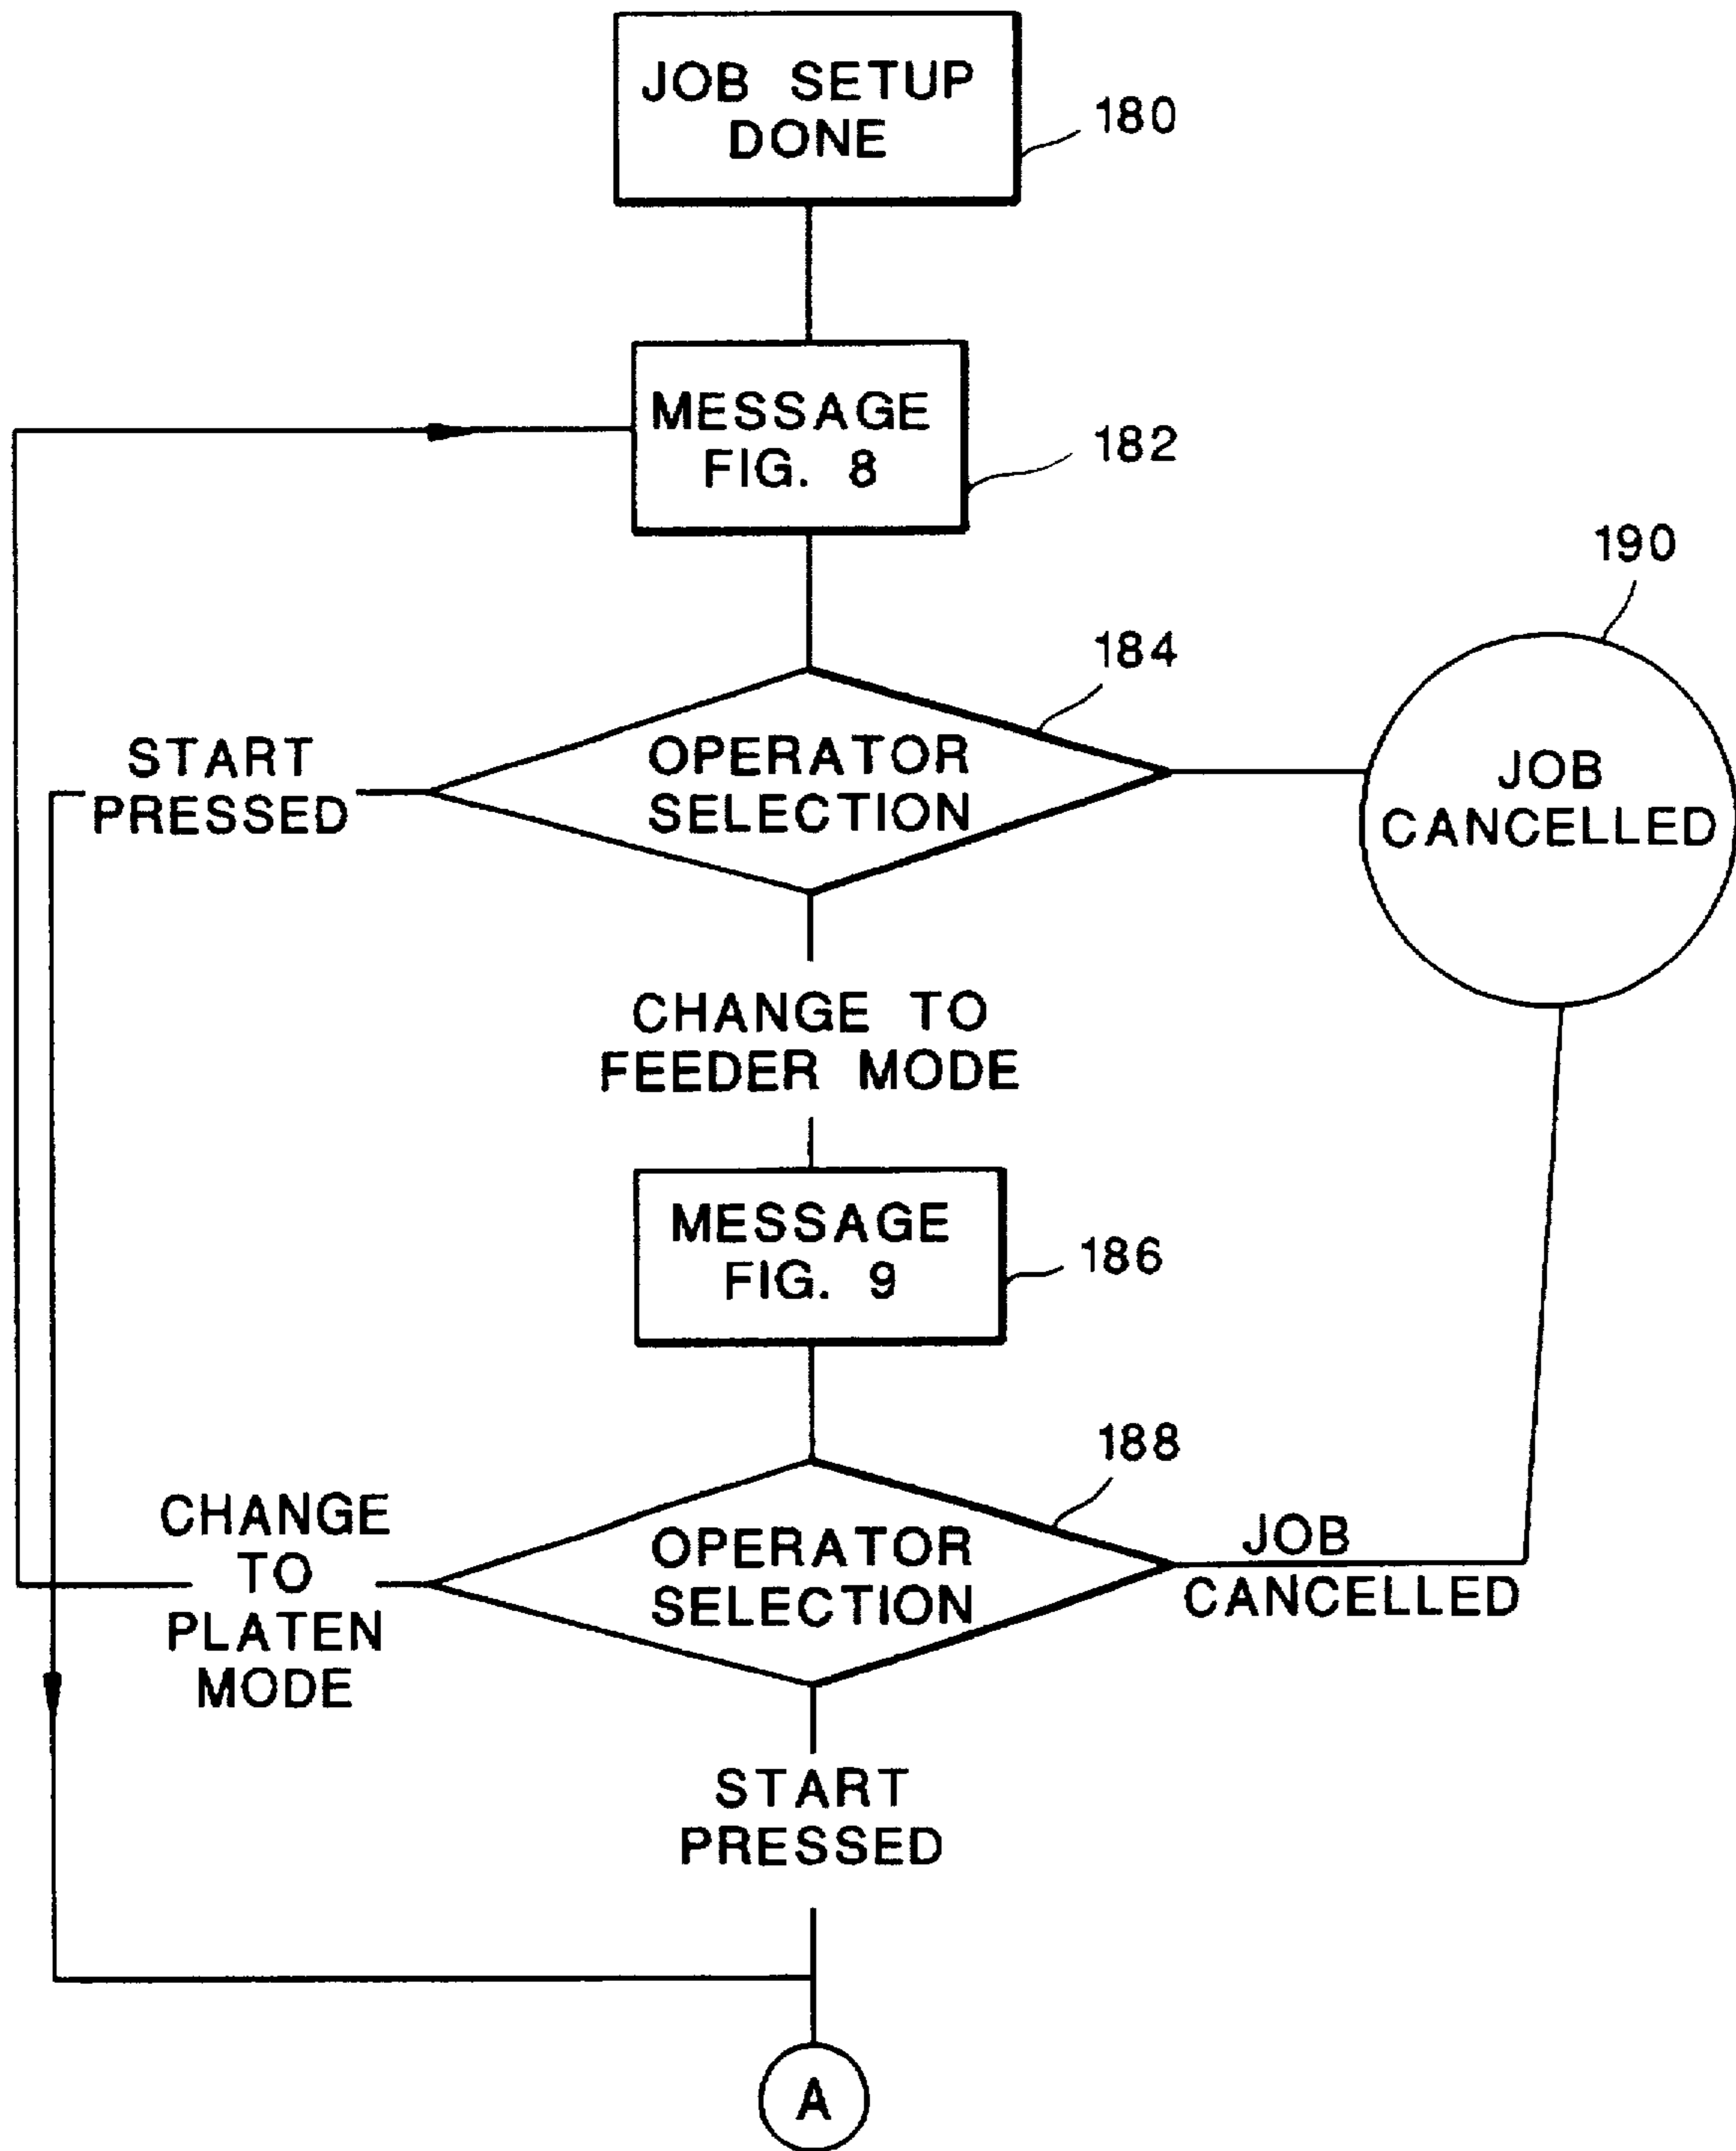 JOB SETUP
DONE
180
MESSAGE
FIG. 8
182
190
184
START
PRESSED
OPERATOR
SELECTION
JOB
CANCELLED
CHANGE TO
FEEDER MODE
MESSAGE
FIG. 9
186
188
CHANGE
TO
PLATEN
MODE
OPERATOR
SELECTION
JOB
CANCELLED
START
PRESSED
A